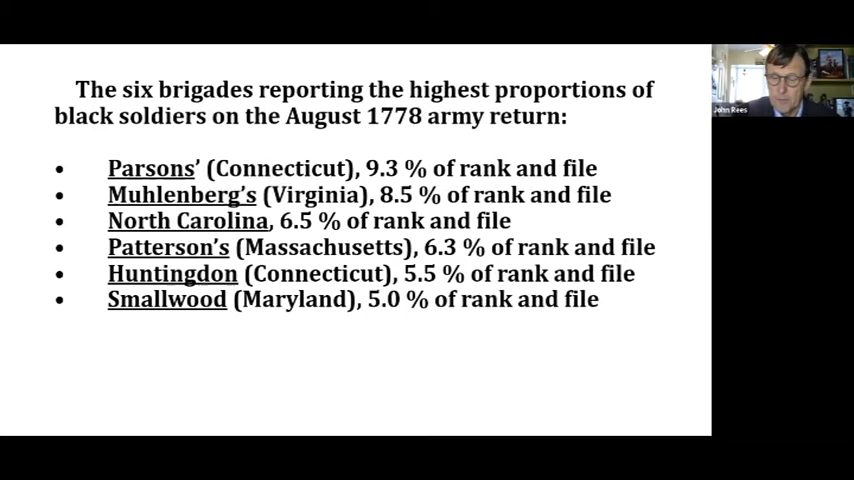 The six brigades reporting the highest proportions of
black soldiers on the August 1778 army return:
• Parsons’ (Connecticut), 9.3 % of rank and file
• Muhlenberg’s (Virginia), 8.5 % of rank and file
• North Carolina, 6.5 % of rank and file
• Patterson’s (Massachusetts), 6.3 % of rank and file
• Huntingdon (Connecticut), 5.5 % of rank and file
• Smallwood (Maryland), 5.0 % of rank and file
John Rees